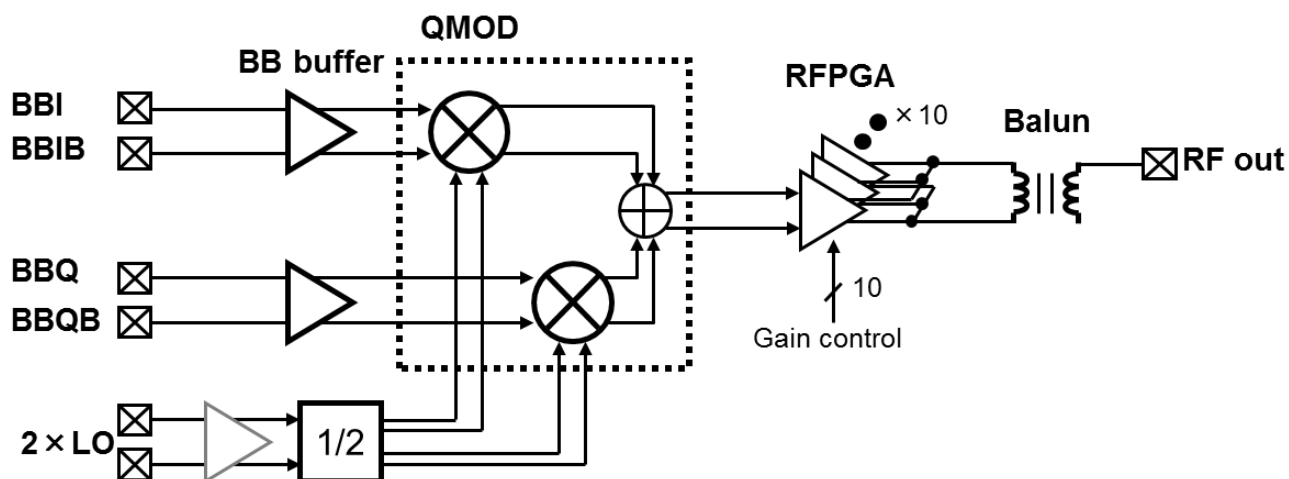 QMOD
BB buffer
RFPGA
× 10
Balun
BBI
BBIB
RF out
BBQ
BBQB
10
Gain control
2 × LO
1/2